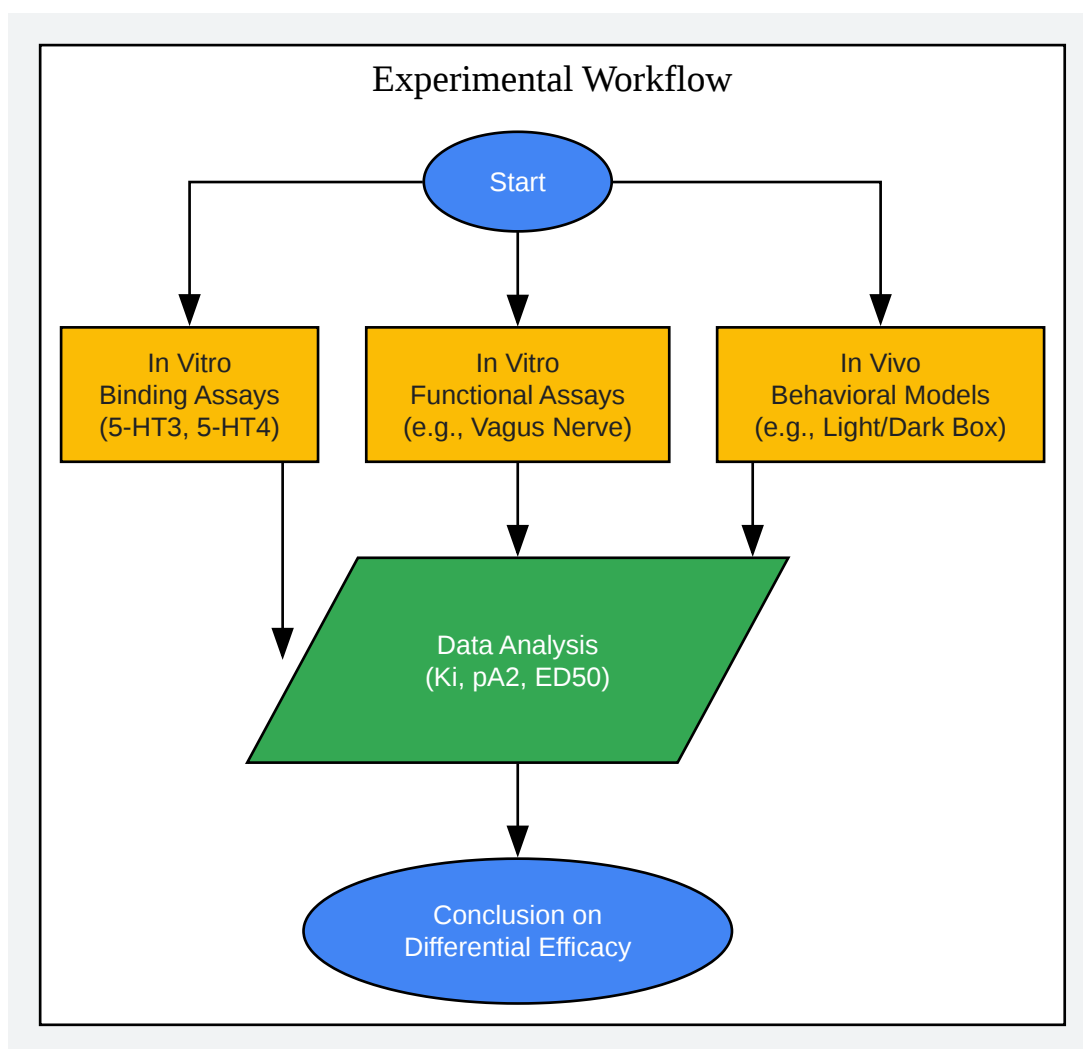 Experimental Workflow
Start
In Vitro
Binding Assays
(5-HT3, 5-HT4)
In Vitro
Functional Assays
(e.g., Vagus Nerve)
In Vivo
Behavioral Models
(e.g., Light/Dark Box)
Data Analysis
(Ki, pA2, ED50)
Conclusion on
Differential Efficacy